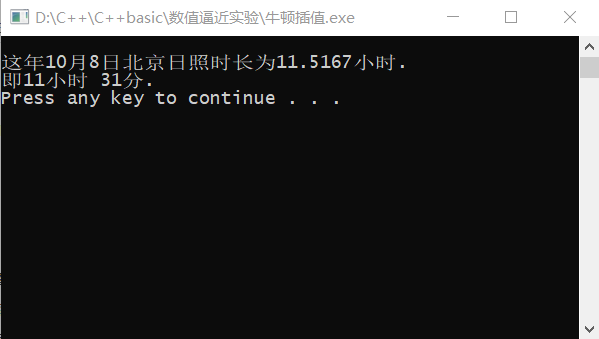 D:\C++\C++basic\数值逼近实验\牛顿插值.exe
这年10月8日北京日照时长为11.5167小时.
即11小时 31分.
Press any key to continue . . .